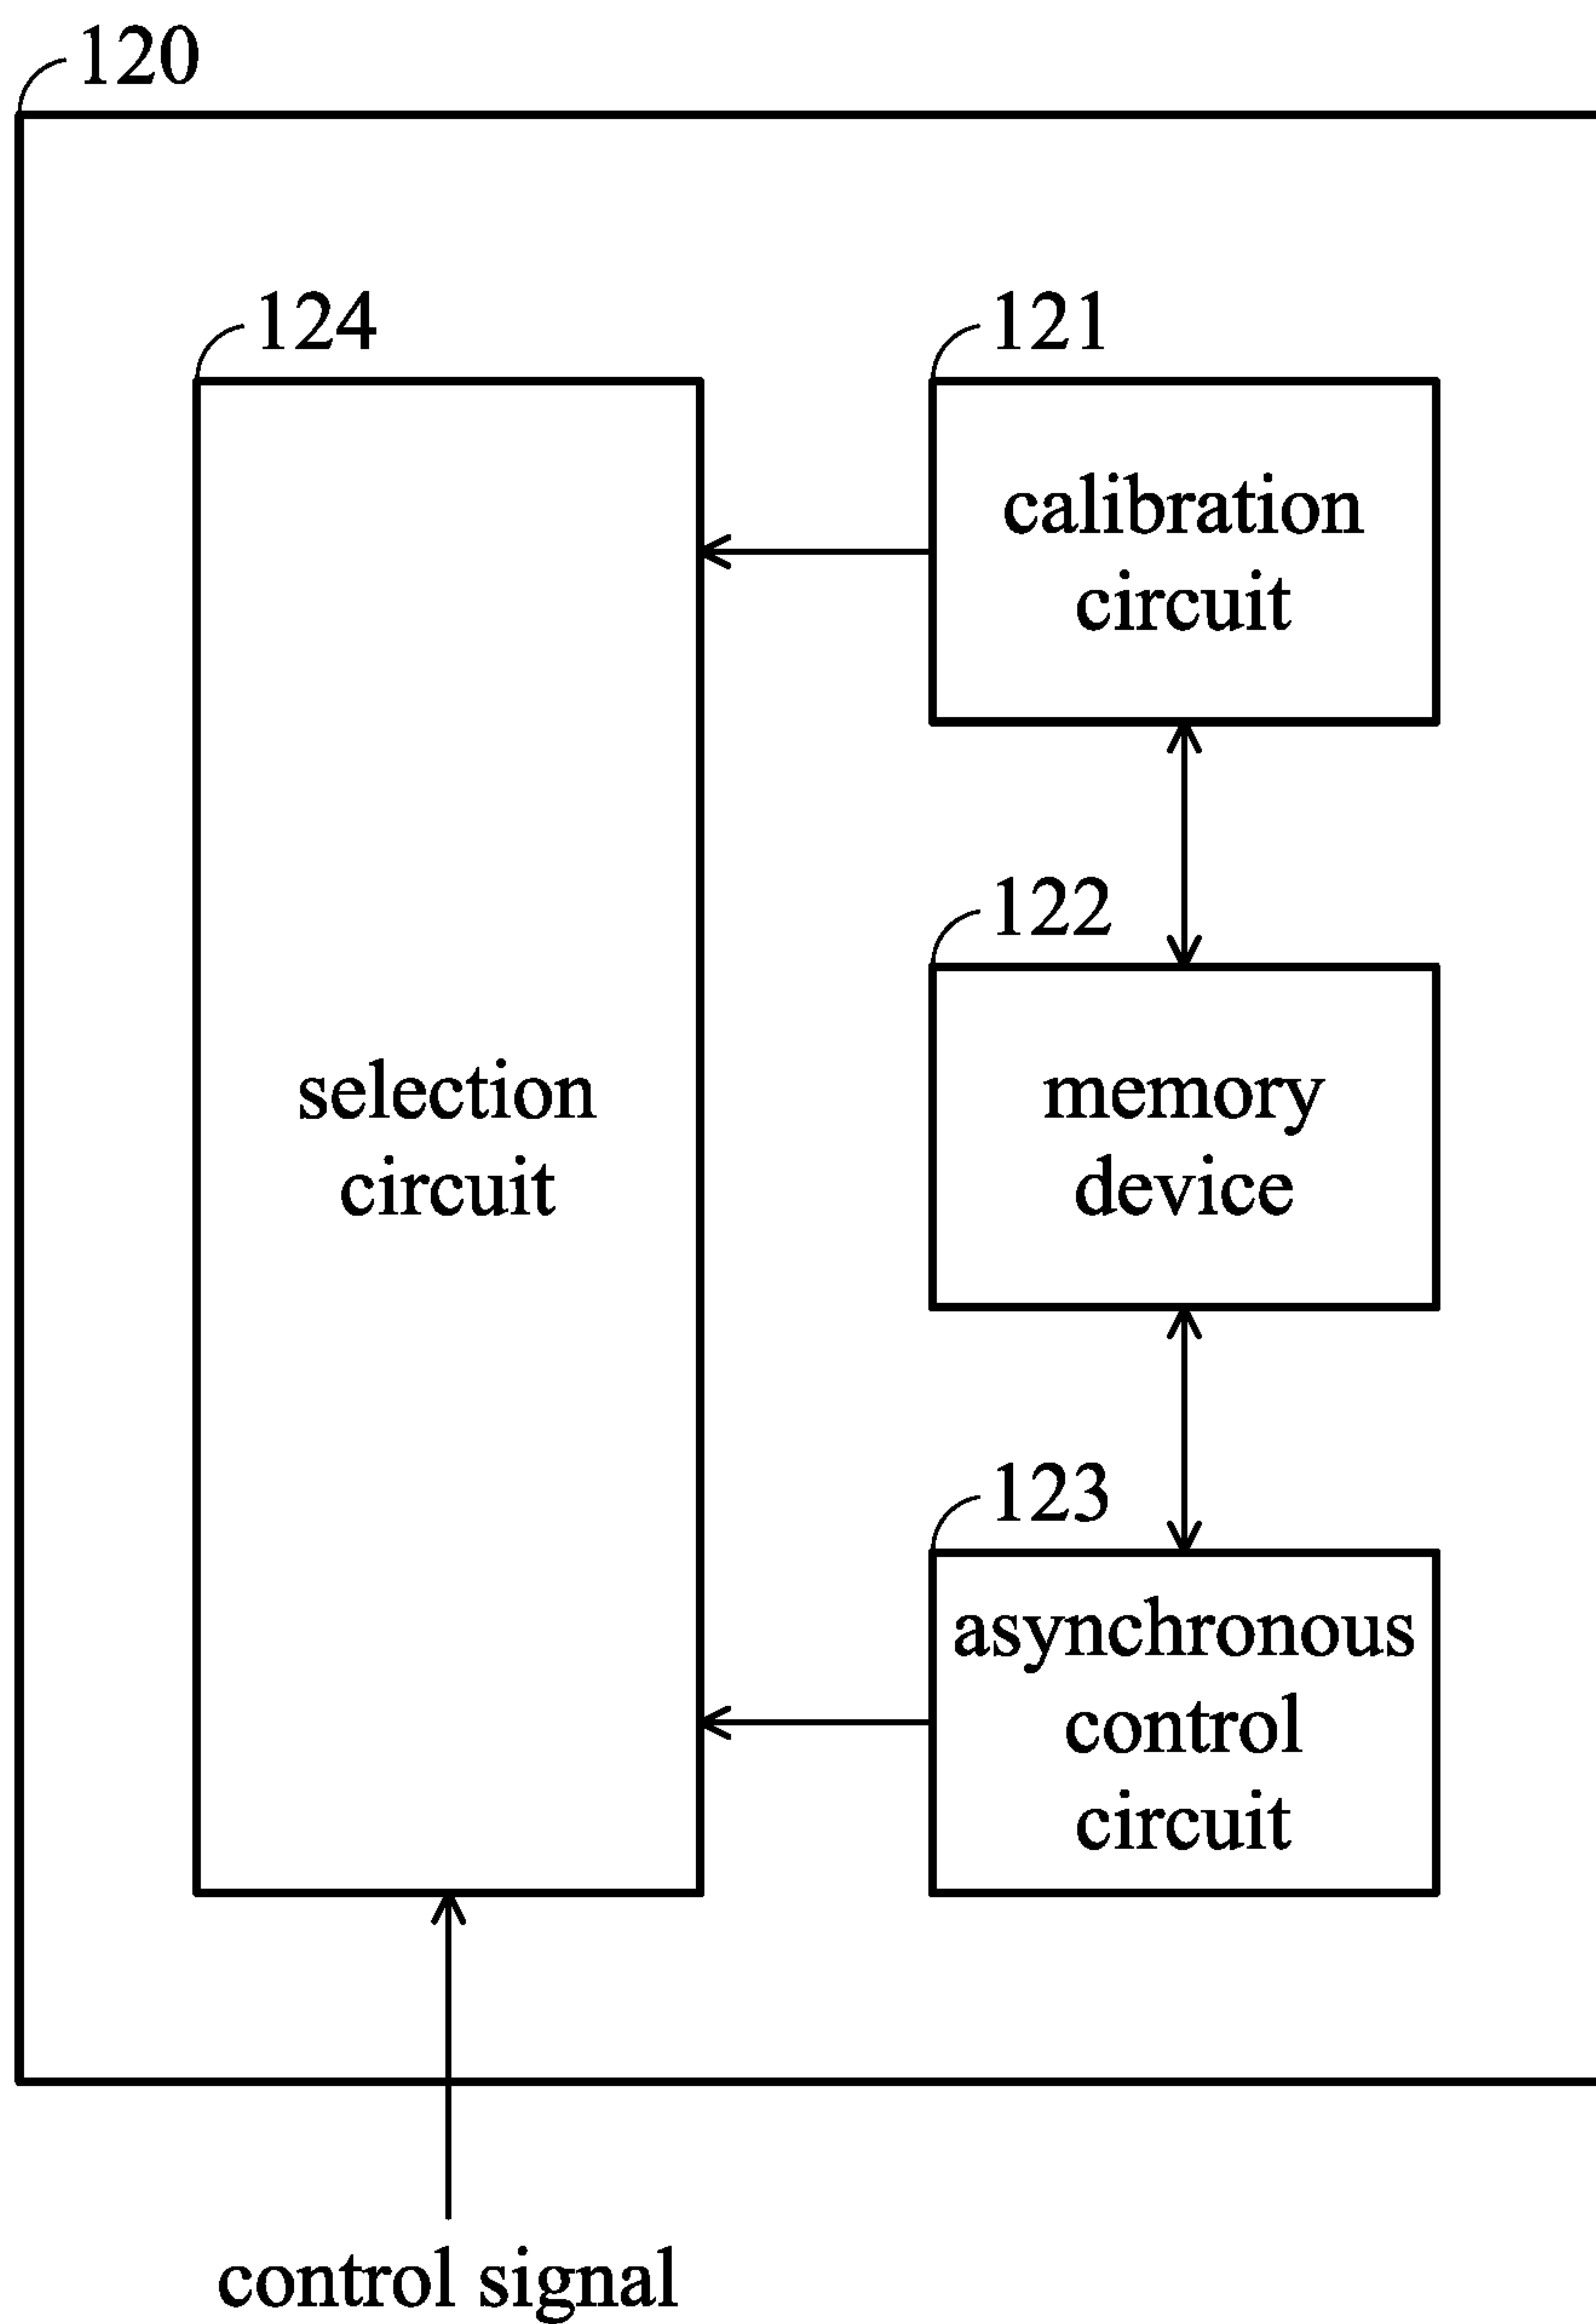 120
124
121
calibration
circuit
122
selection
circuit
memory
device
123
asynchronous
control
circuit
control signal